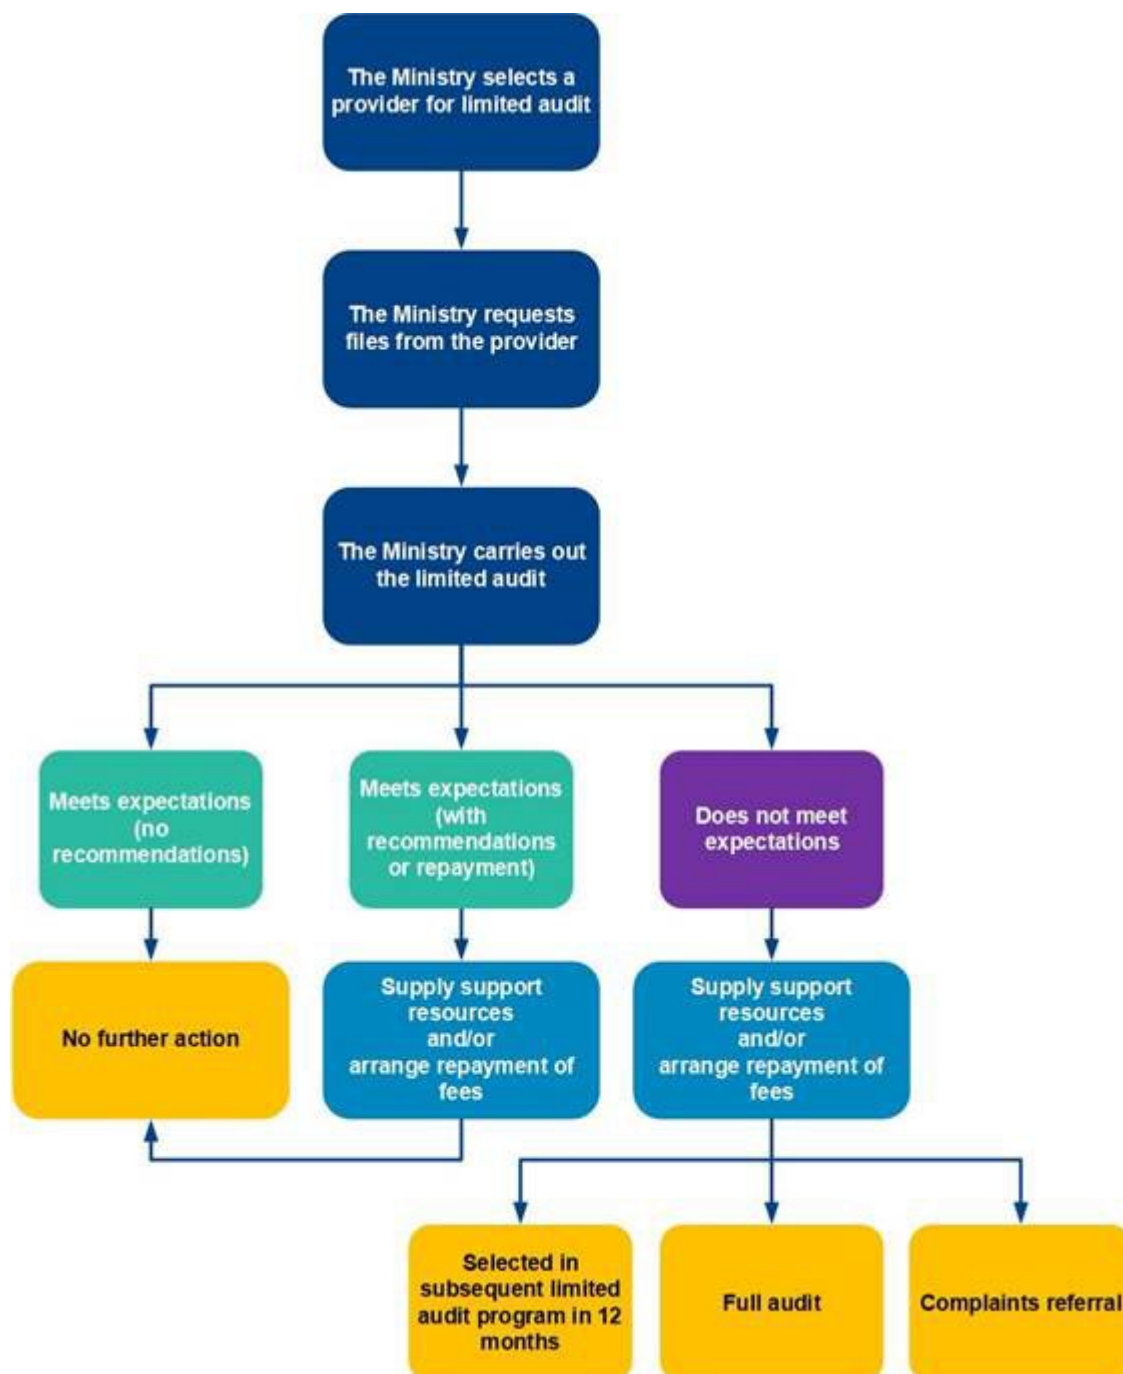 The Ministry selects a
provider for limited audit
The Ministry requests
files from the provider
The Ministry carries out
the limited audit
Meets expectations
(no
recommendations)
Meets expectations
(with
recommendations
or repayment)
Does not meet
expectations
No further action
Supply support
resources
and/or
arrange repayment of
fees
Supply support
resources
and/or
arrange repayment of
fees
Selected in
subsequent limited
audit program in 12
months
Full audit
Complaints referral